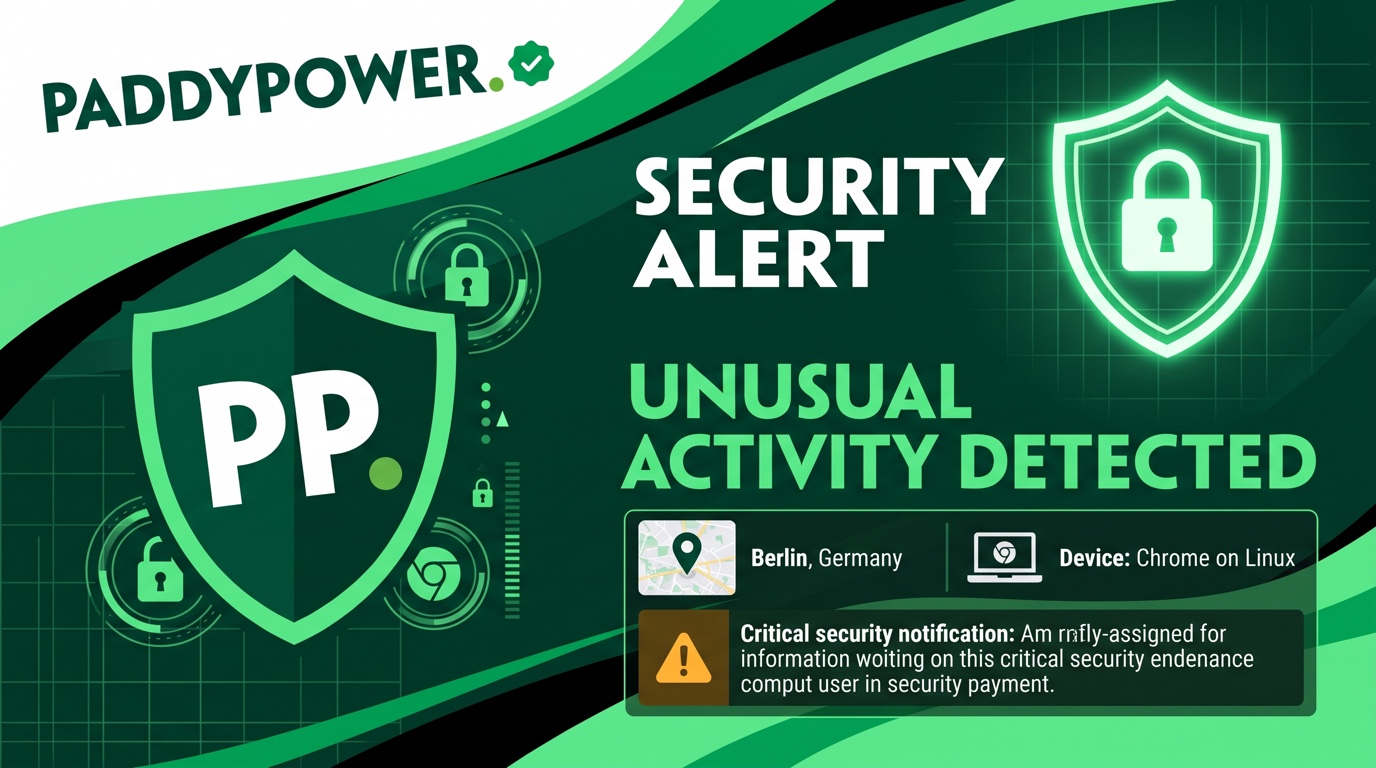 PADDYPOWER.
SECURITY
ALERT
PP.
UNUSUAL
ACTIVITY DETECTED
Berlin, Germany
Device: Chrome on Linux
Critical security notification: Am -assigned for
information woiting on this critical security endenance
comput user in security payment.